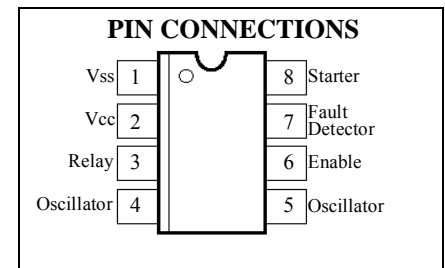 PIN CONNECTIONS
Vss 1
8 Starter
Vcc 2
7 Fault
Detector
Relay 3
6 Enable
Oscillator 4
5 Oscillator